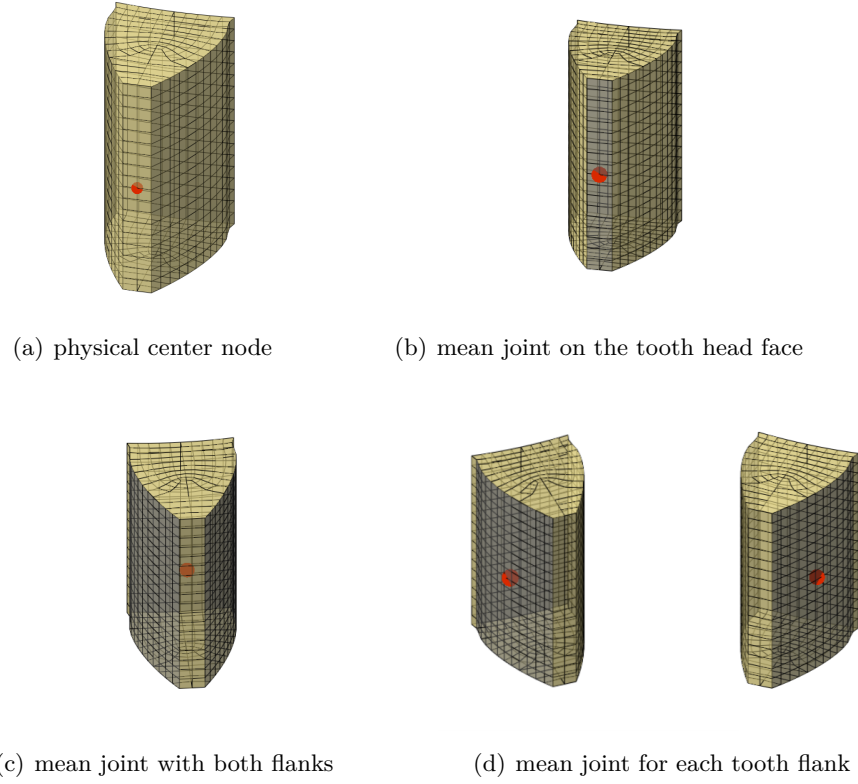 (a) physical center node
(b) mean joint on the tooth head face
(c) mean joint with both flanks
(d) mean joint for each tooth flank